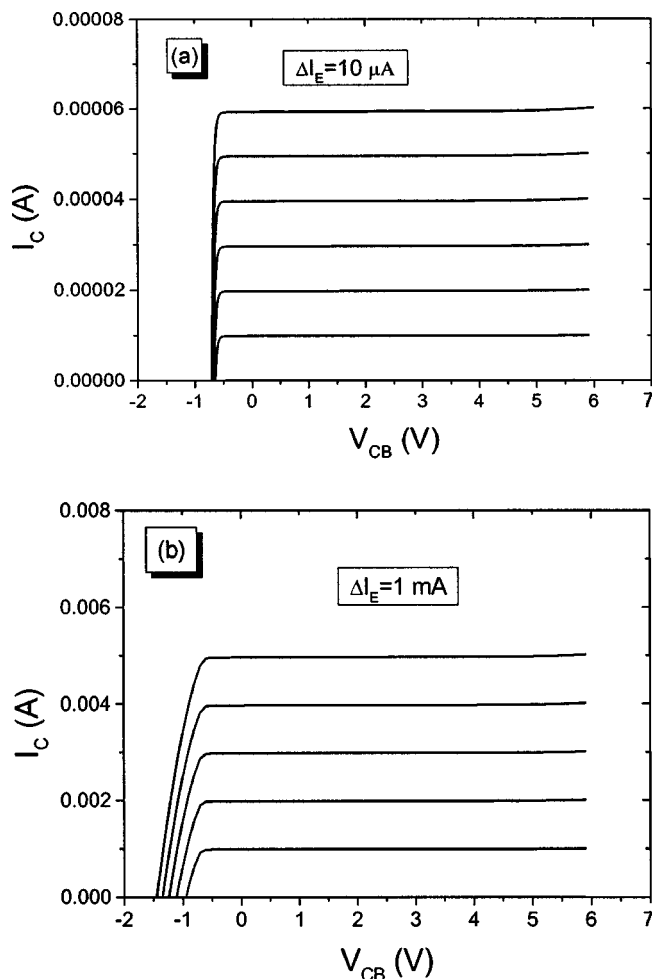 (a)
ΔI_E=10 μA
0.00008
0.00006
0.00004
0.00002
0.00000
I_C (A)
-2 -1 0 1 2 3 4 5 6 7
V_CB (V)
(b)
ΔI_E=1 mA
0.008
0.006
0.004
0.002
0.000
I_C (A)
-2 -1 0 1 2 3 4 5 6 7
V_CB (V)